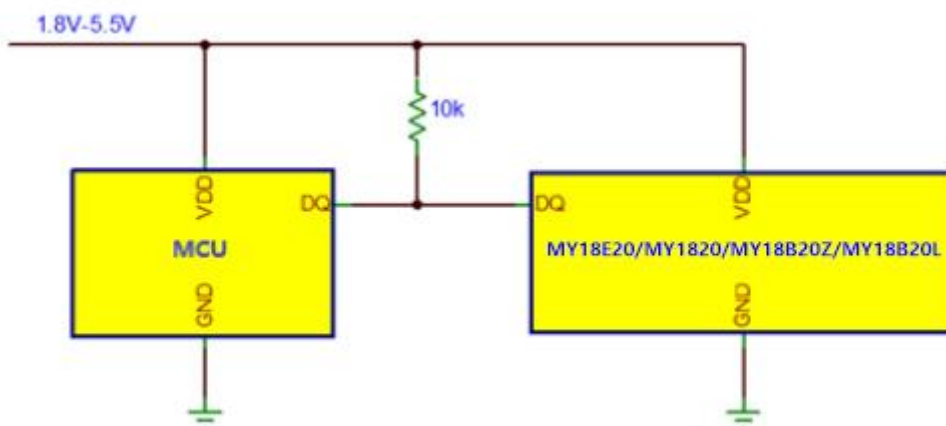 1.8V-5.5V
10k
VDD
DQ
MCU
GND
DQ
VDD
MY18E20/MY1820/MY18B20Z/MY18B20L
GND